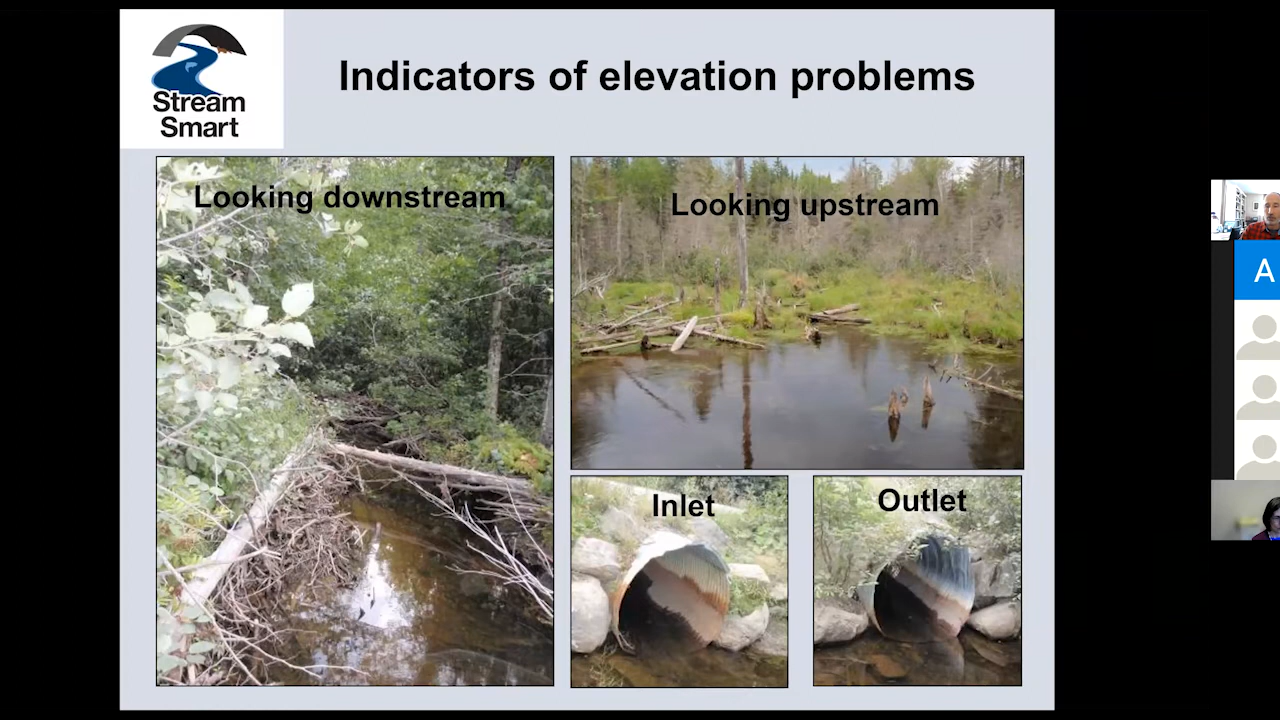 Stream
Smart
Indicators of elevation problems
Looking downstream
Looking upstream
Inlet
Outlet
A